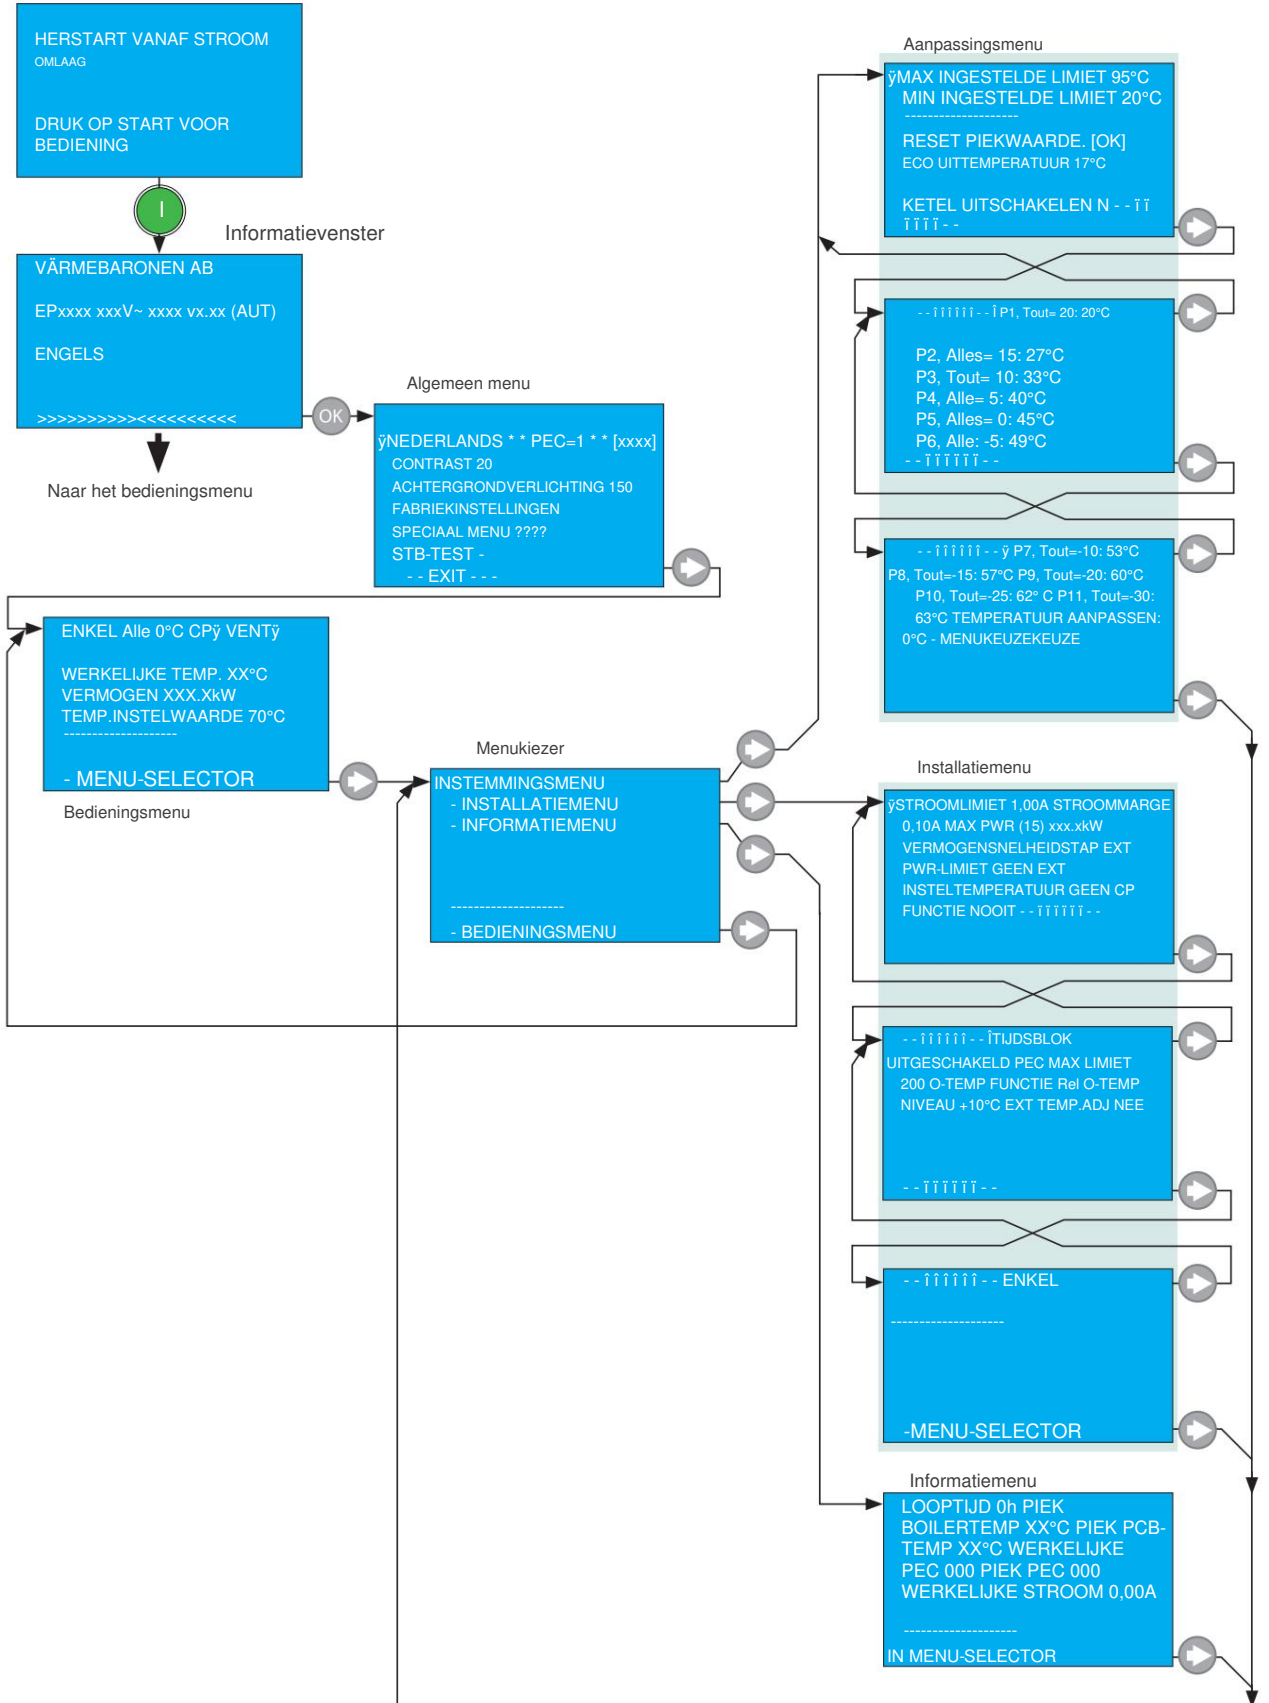 HERSTART VANAF STROOM
OMLAAG
DRUK OP START VOOR
BEDIENING
I
Informatievenster
VÄRMEBARONEN AB
EPxxxx xxxV~ xxxx vx.xx (AUT)
ENGELS
>>>>>>>>>><<<<<<<<<<
OK
Naar het bedieningsmenu
Algemeen menu
ÿNEDERLANDS * * PEC=1 * * [xxxx]
CONTRAST 20
ACHTERGRONDVERLICHTING 150
FABRIEKINSTELLINGEN
SPECIAAL MENU ????
STB-TEST -
- - EXIT - - -
ENKEL Alle 0°C CPÿ VENTÿ
WERKELIJKE TEMP. XX°C
VERMOGEN XXX.XkW
TEMP.INSTELWAARDE 70°C
--------------------
- MENU-SELECTOR
Bedieningsmenu
Menukiezer
INSTEMMINGSMENU
- INSTALLATIEMENU
- INFORMATIEMENU
--------------------
- BEDIENINGSMENU
Aanpassingsmenu
ÿMAX INGESTELDE LIMIET 95°C
MIN INGESTELDE LIMIET 20°C
--------------------
RESET PIEKWAARDE. [OK]
ECO UITTEMPERATUUR 17°C
KETEL UITSCHAKELEN N - - ï ï
ï ï ï ï - -
- - î î î î î î - - Î P1, Tout= 20: 20°C
P2, Alles= 15: 27°C
P3, Tout= 10: 33°C
P4, Alle= 5: 40°C
P5, Alles= 0: 45°C
P6, Alle: -5: 49°C
- - ï ï ï ï ï ï - -
- - î î î î î î - - ÿ P7, Tout=-10: 53°C
P8, Tout=-15: 57°C P9, Tout=-20: 60°C
P10, Tout=-25: 62° C P11, Tout=-30:
63°C TEMPERATUUR AANPASSEN:
0°C - MENUKEUZEKEUZE
Installatiemenu
ÿSTROOMLIMIET 1,00A STROOMMARGE
0,10A MAX PWR (15) xxx.xkW
VERMOGENSNELHEIDSTAP EXT
PWR-LIMIET GEEN EXT
INSTELTEMPERATUUR GEEN CP
FUNCTIE NOOIT - - ï ï ï ï ï ï - -
- - î î î î î î - - ÎTIJDSBLOK
UITGESCHAKELD PEC MAX LIMIET
200 O-TEMP FUNCTIE Rel O-TEMP
NIVEAU +10°C EXT TEMP.ADJ NEE
- - ï ï ï ï ï ï - -
- - î î î î î î - - ENKEL
--------------------
-MENU-SELECTOR
Informatiemenu
LOOPTIJD 0h PIEK
BOILERTEMP XX°C PIEK PCB-
TEMP XX°C WERKELIJKE
PEC 000 PIEK PEC 000
WERKELIJKE STROOM 0,00A
--------------------
IN MENU-SELECTOR